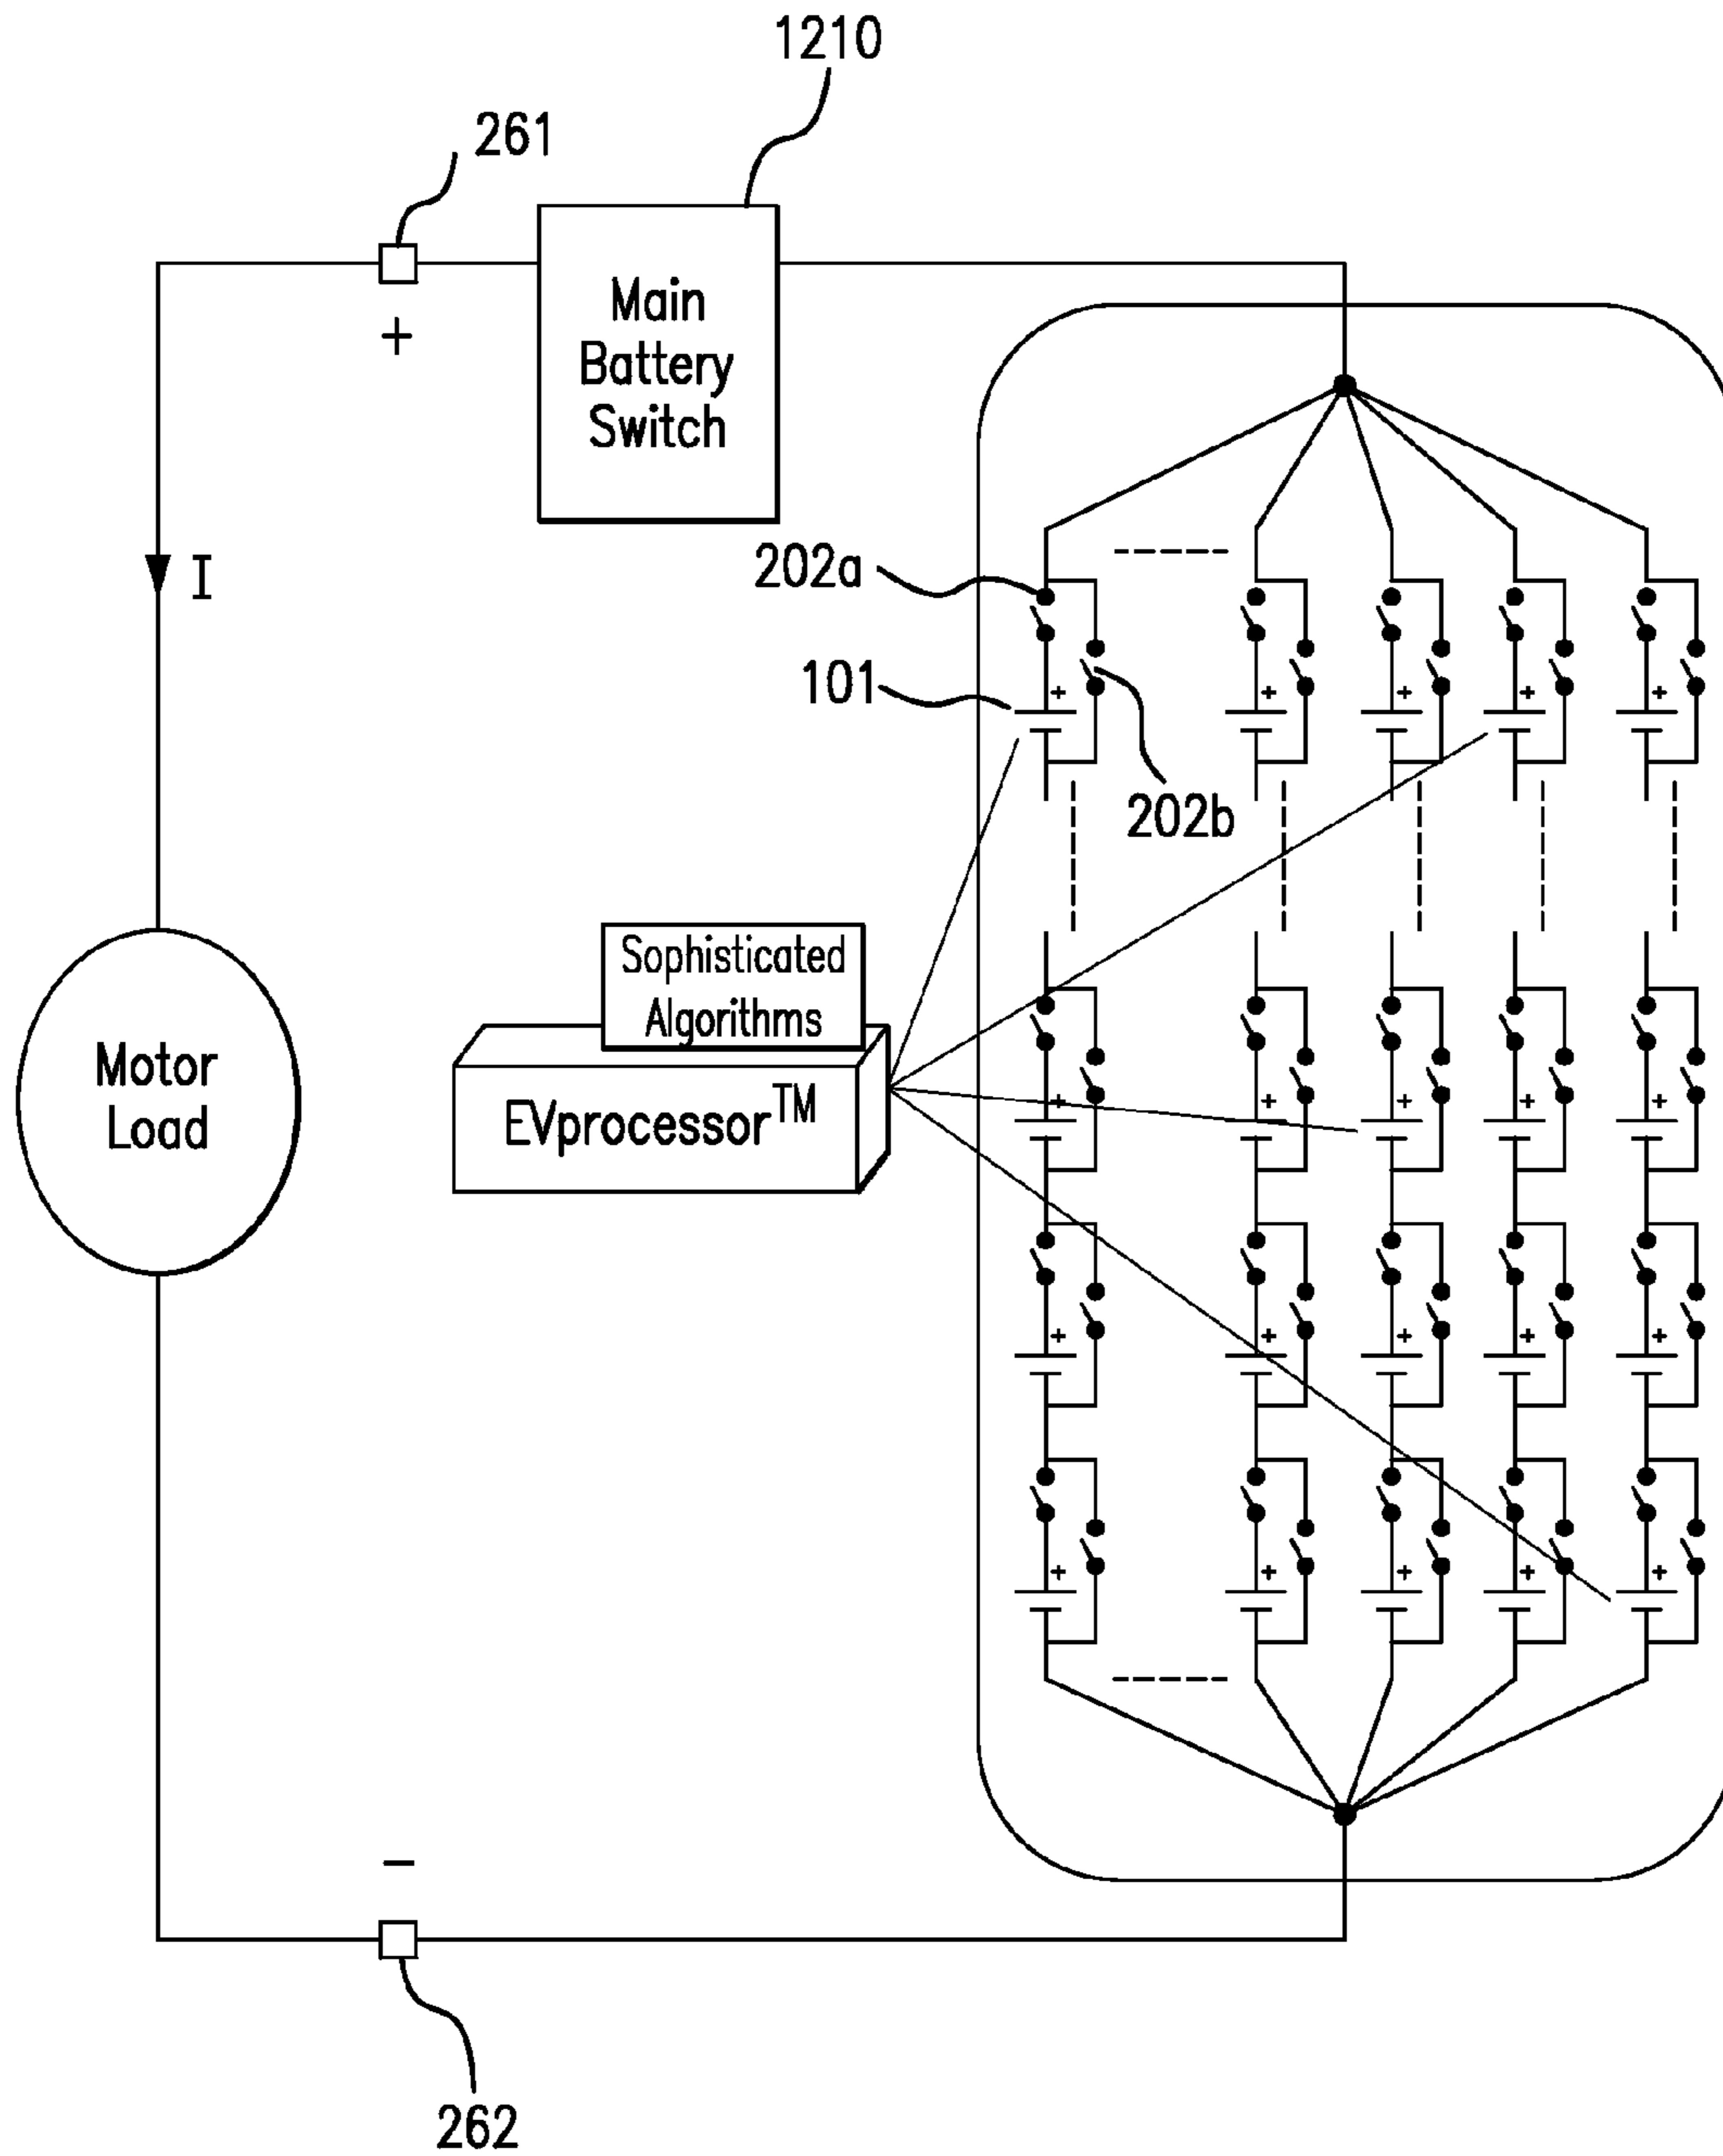 1210
261
+
Main
Battery
Switch
I
202a
101
202b
+ + + + +
Sophisticated
Algorithms
EVprocessor™
Motor
Load
+ + + + +
+ + + + +
+ + + + +
−
262